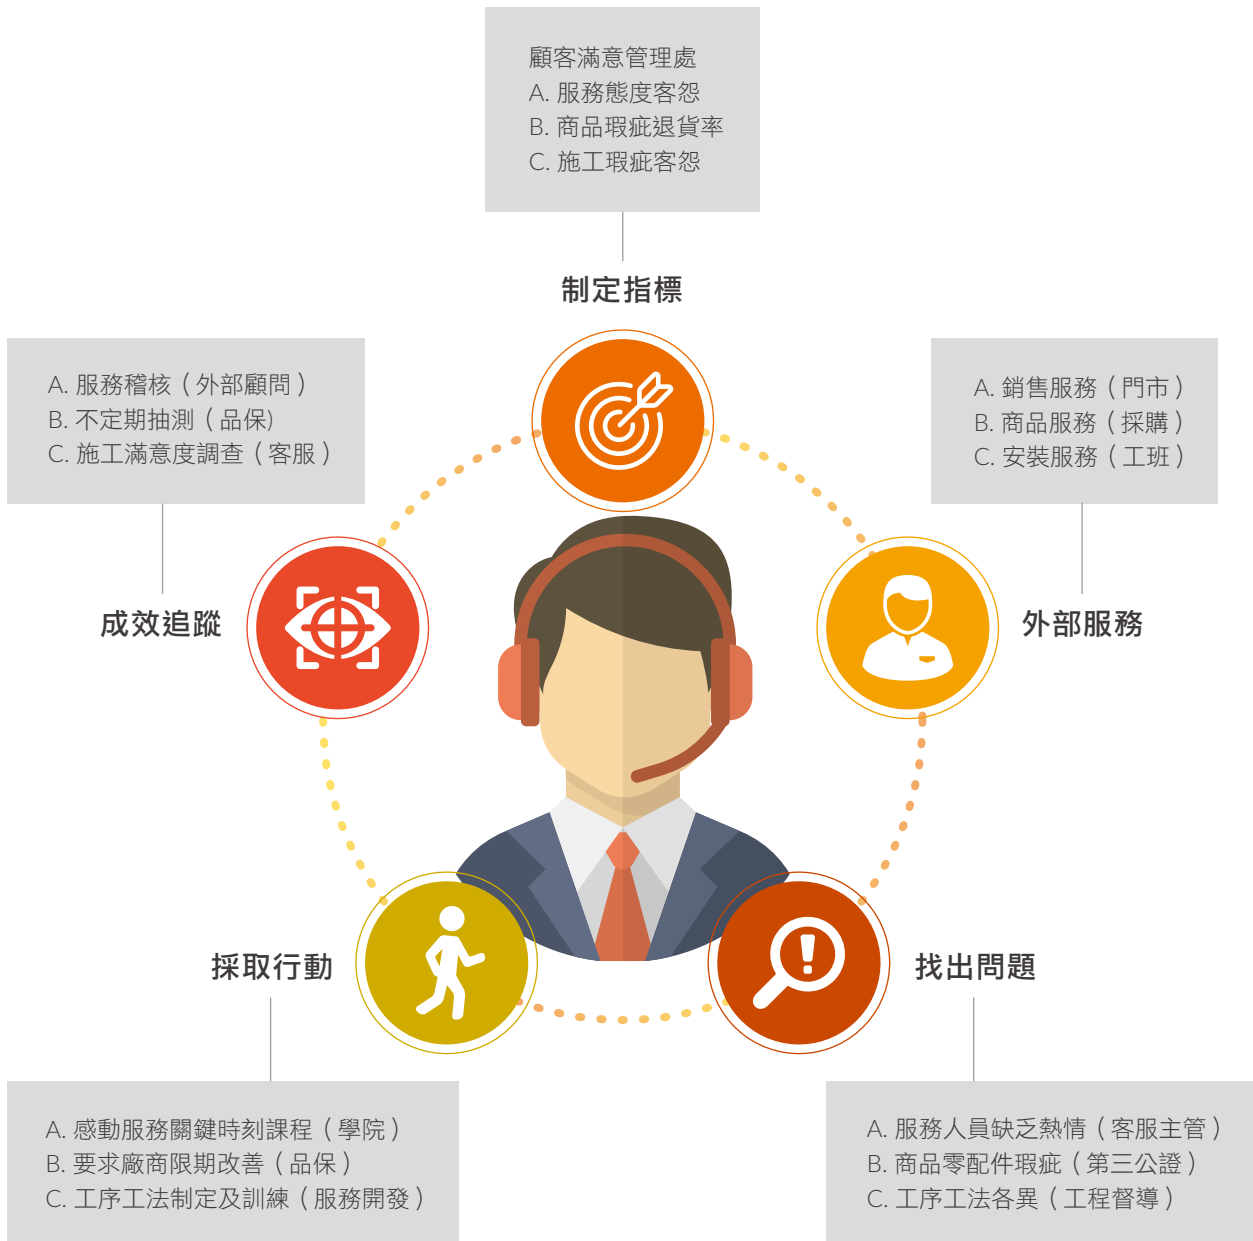 顧客滿意管理處
A. 服務態度客怨
B. 商品瑕疵退貨率
C. 施工瑕疵客怨
制定指標
A. 銷售服務（門市）
B. 商品服務（採購）
C. 安裝服務（工班）
外部服務
找出問題
A. 服務人員缺乏熱情（客服主管）
B. 商品零配件瑕疵（第三公證）
C. 工序工法各異（工程督導）
採取行動
A. 感動服務關鍵時刻課程（學院）
B. 要求廠商限期改善（品保）
C. 工序工法制定及訓練（服務開發）
A. 服務稽核（外部顧問）
B. 不定期抽測（品保)
C. 施工滿意度調查（客服）
成效追蹤